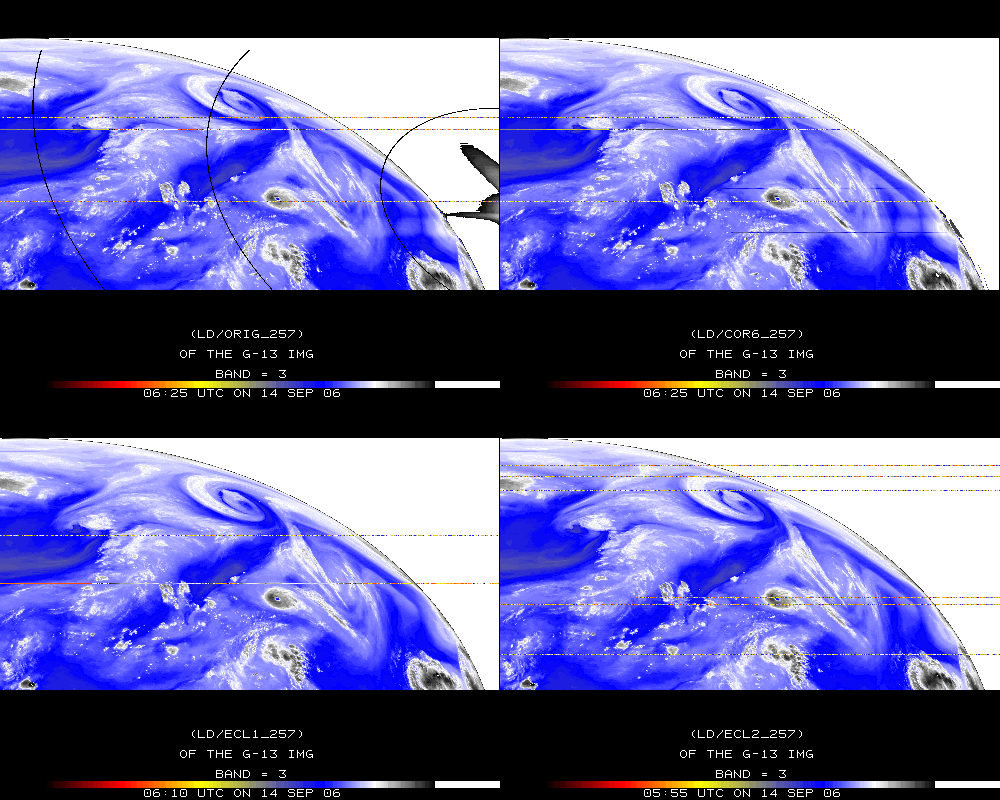 (LD/ORIG_257)
OF THE G-13 IMG
BAND = 3
06:25 UTC ON 14 SEP 06
(LD/COR6_257)
OF THE G-13 IMG
BAND = 3
06:25 UTC ON 14 SEP 06
(LD/ECL1_257)
OF THE G-13 IMG
BAND = 3
06:10 UTC ON 14 SEP 06
(LD/ECL2_257)
OF THE G-13 IMG
BAND = 3
05:55 UTC ON 14 SEP 06